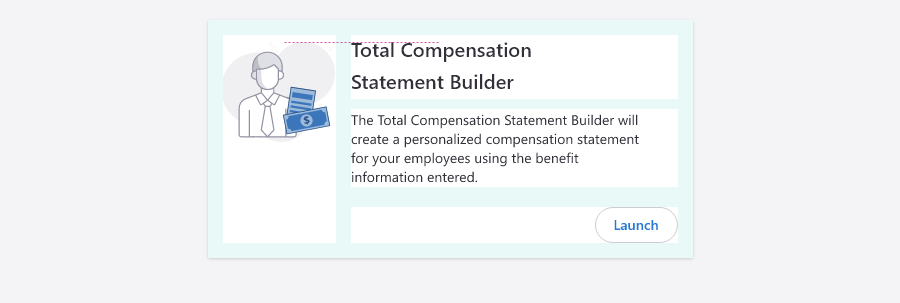 Total Compensation
Statement Builder
The Total Compensation Statement Builder will
create a personalized compensation statement
for your employees using the benefit
information entered.
$
Launch